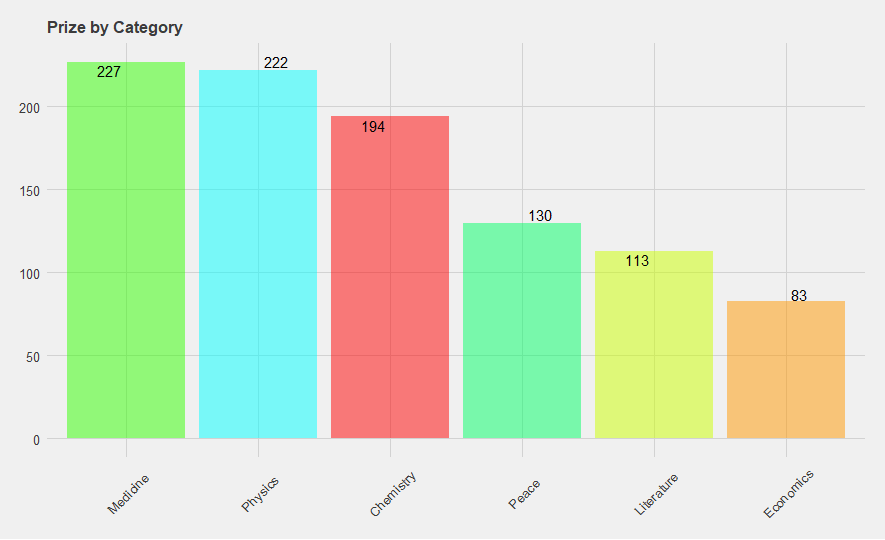 Prize by Category
227
222
194
130
113
83
200
150
100
50
0
Medicine
Physics
Chemistry
Peace
Literature
Economics